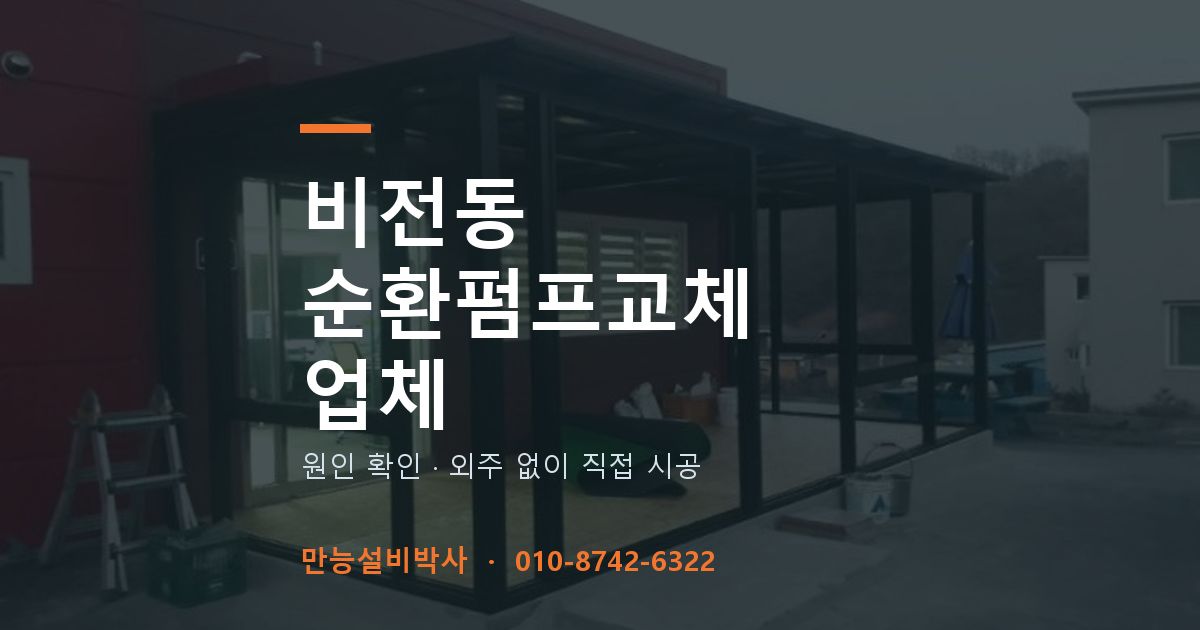 비전동
순환펌프교체
업체
원인 확인 · 외주 없이 직접 시공
만능설비박사 · 010-8742-6322